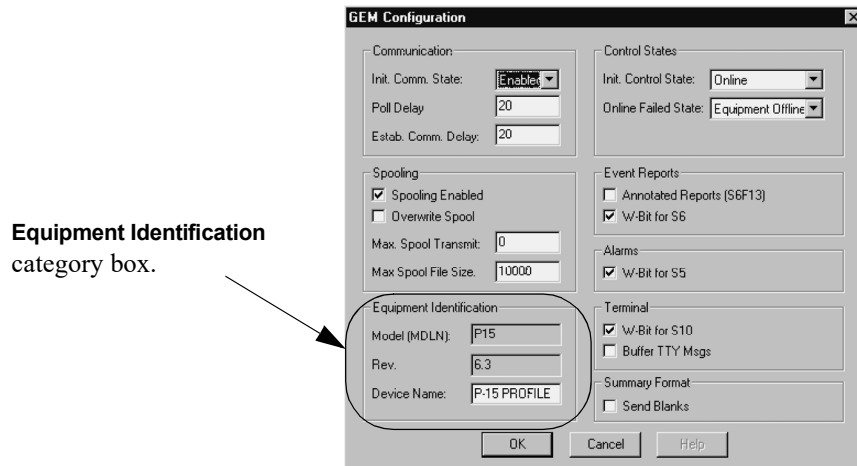 GEM Configuration
Communication
Init. Comm. State: Enabled
Poll Delay 20
Estab. Comm. Delay: 20
Control States
Init. Control State: Online
Online Failed State: Equipment Offline
Spooling
Spooling Enabled
Overwrite Spool
Max. Spool Transmit: 0
Max Spool File Size. 10000
Event Reports
Annotated Reports (S6F13)
W-Bit for S6
Alarms
W-Bit for S5
Equipment Identification
category box.
Equipment Identification
Model (MDLN): P15
Rev. 6.3
Device Name: P-15 PROFILE
Terminal
W-Bit for S10
Buffer TTY Msgs
Summary Format
Send Blanks
OK Cancel Help